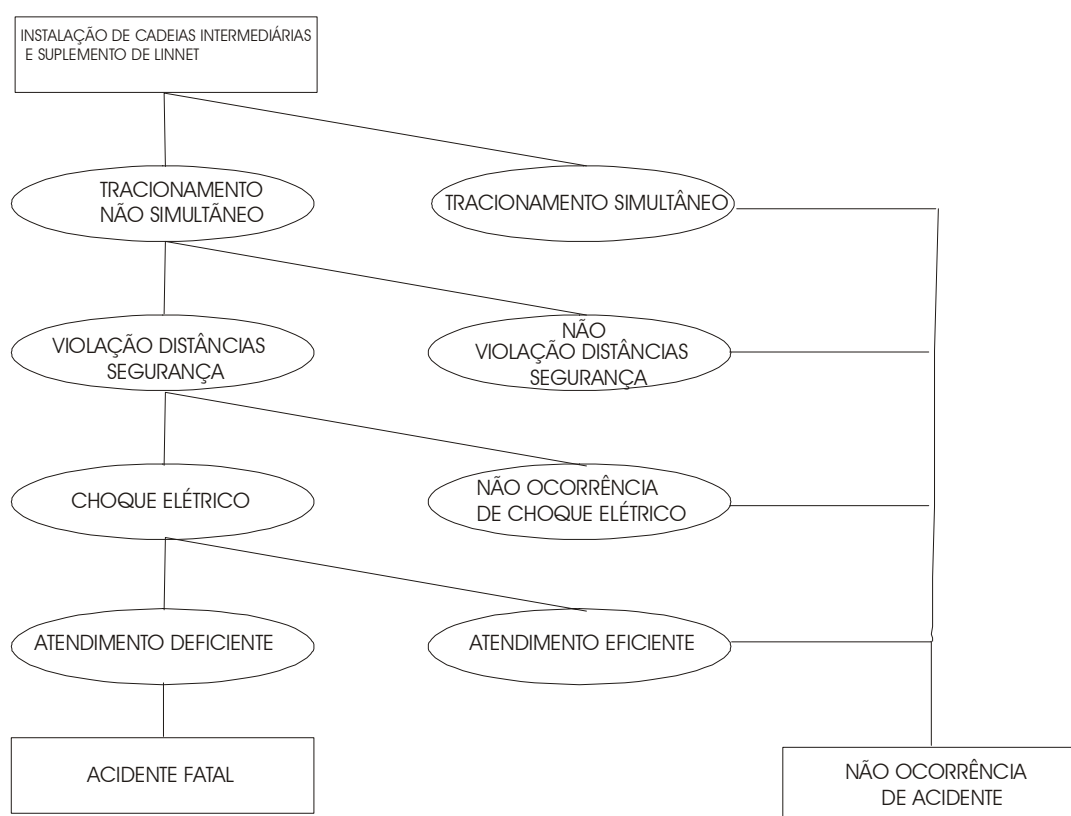 INSTALAÇÃO DE CADEIAS INTERMEDIÁRIAS
E SUPLEMENTO DE LINNET
TRACIONAMENTO
NÃO SIMULTÃNEO
TRACIONAMENTO SIMULTÂNEO
VIOLAÇÃO DISTÂNCIAS
SEGURANÇA
NÃO
VIOLAÇÃO DISTÂNCIAS
SEGURANÇA
CHOQUE ELÉTRICO
NÃO OCORRÊNCIA
DE CHOQUE ELÉTRICO
ATENDIMENTO DEFICIENTE
ATENDIMENTO EFICIENTE
ACIDENTE FATAL
NÃO OCORRÊNCIA
DE ACIDENTE